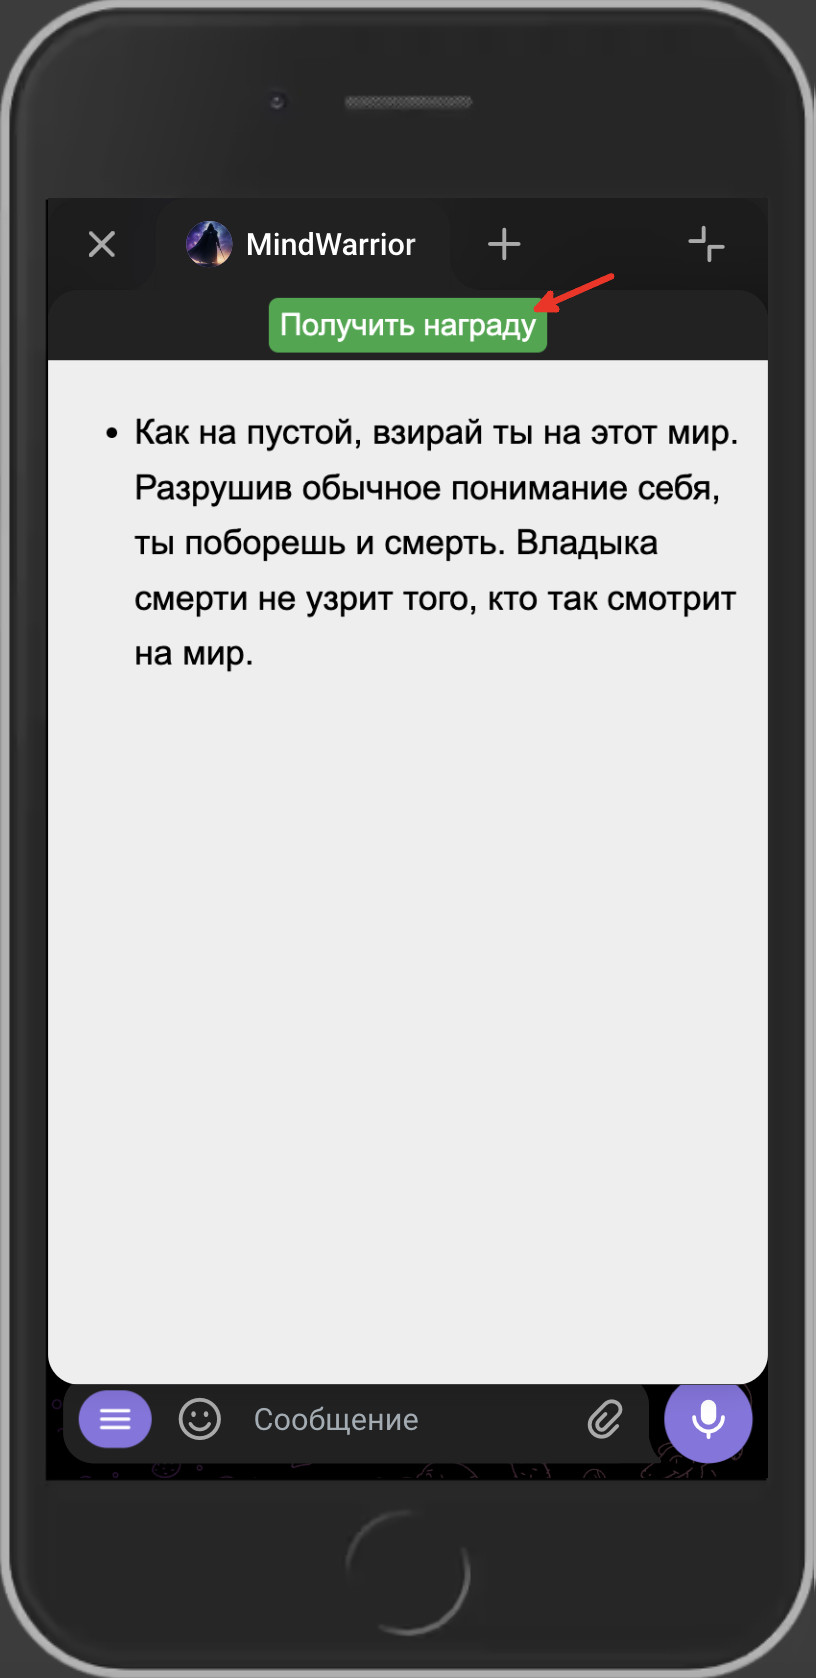 MindWarrior
Получить награду
• Как на пустой, взирай ты на этот мир.
Разрушив обычное понимание себя,
ты поборешь и смерть. Владыка
смерти не узрит того, кто так смотрит
на мир.
Сообщение